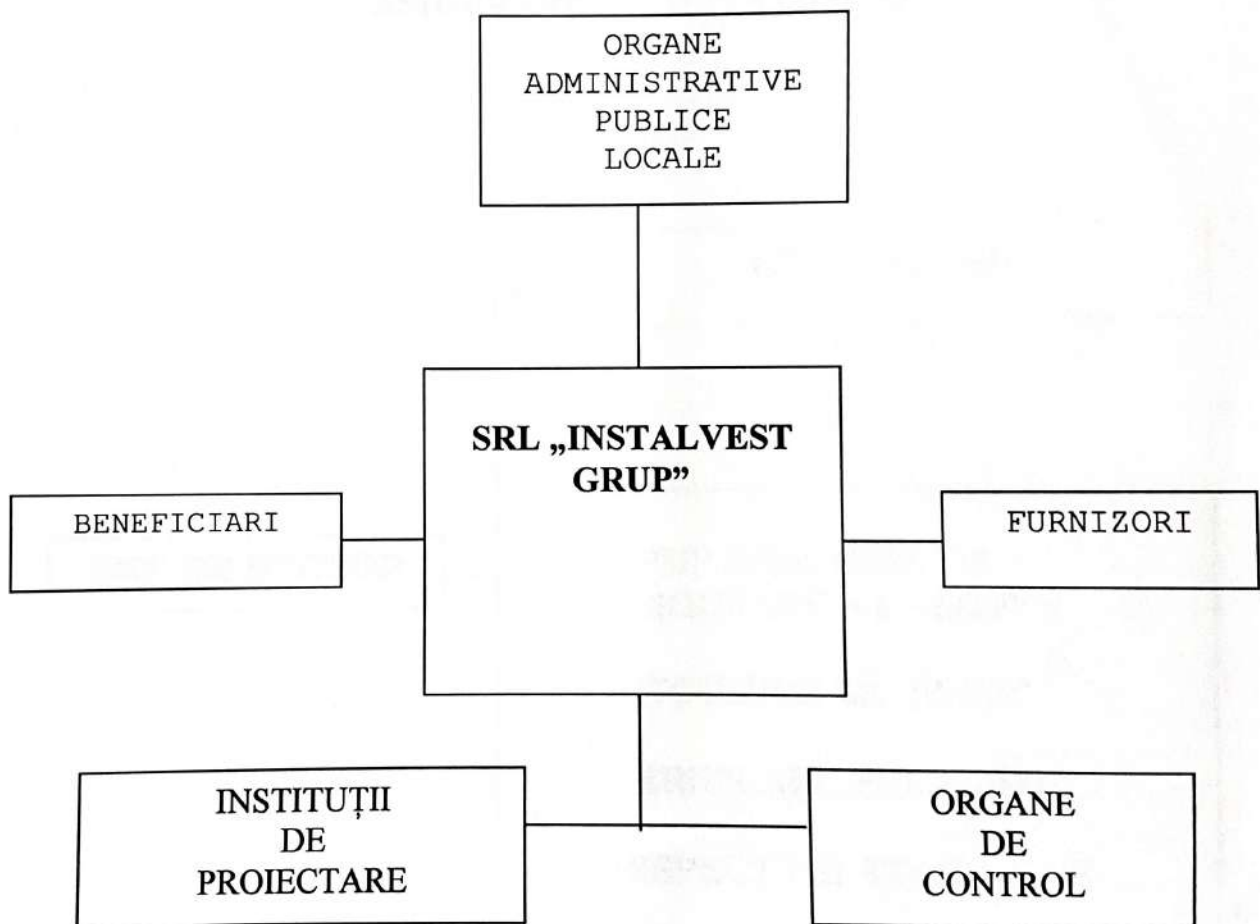 ORGANE
ADMINISTRATIVE
PUBLICE
LOCALE
SRL „INSTALVEST
GRUP”
BENEFICIARI
FURNIZORI
INSTITUȚII
DE
PROIECTARE
ORGANE
DE
CONTROL